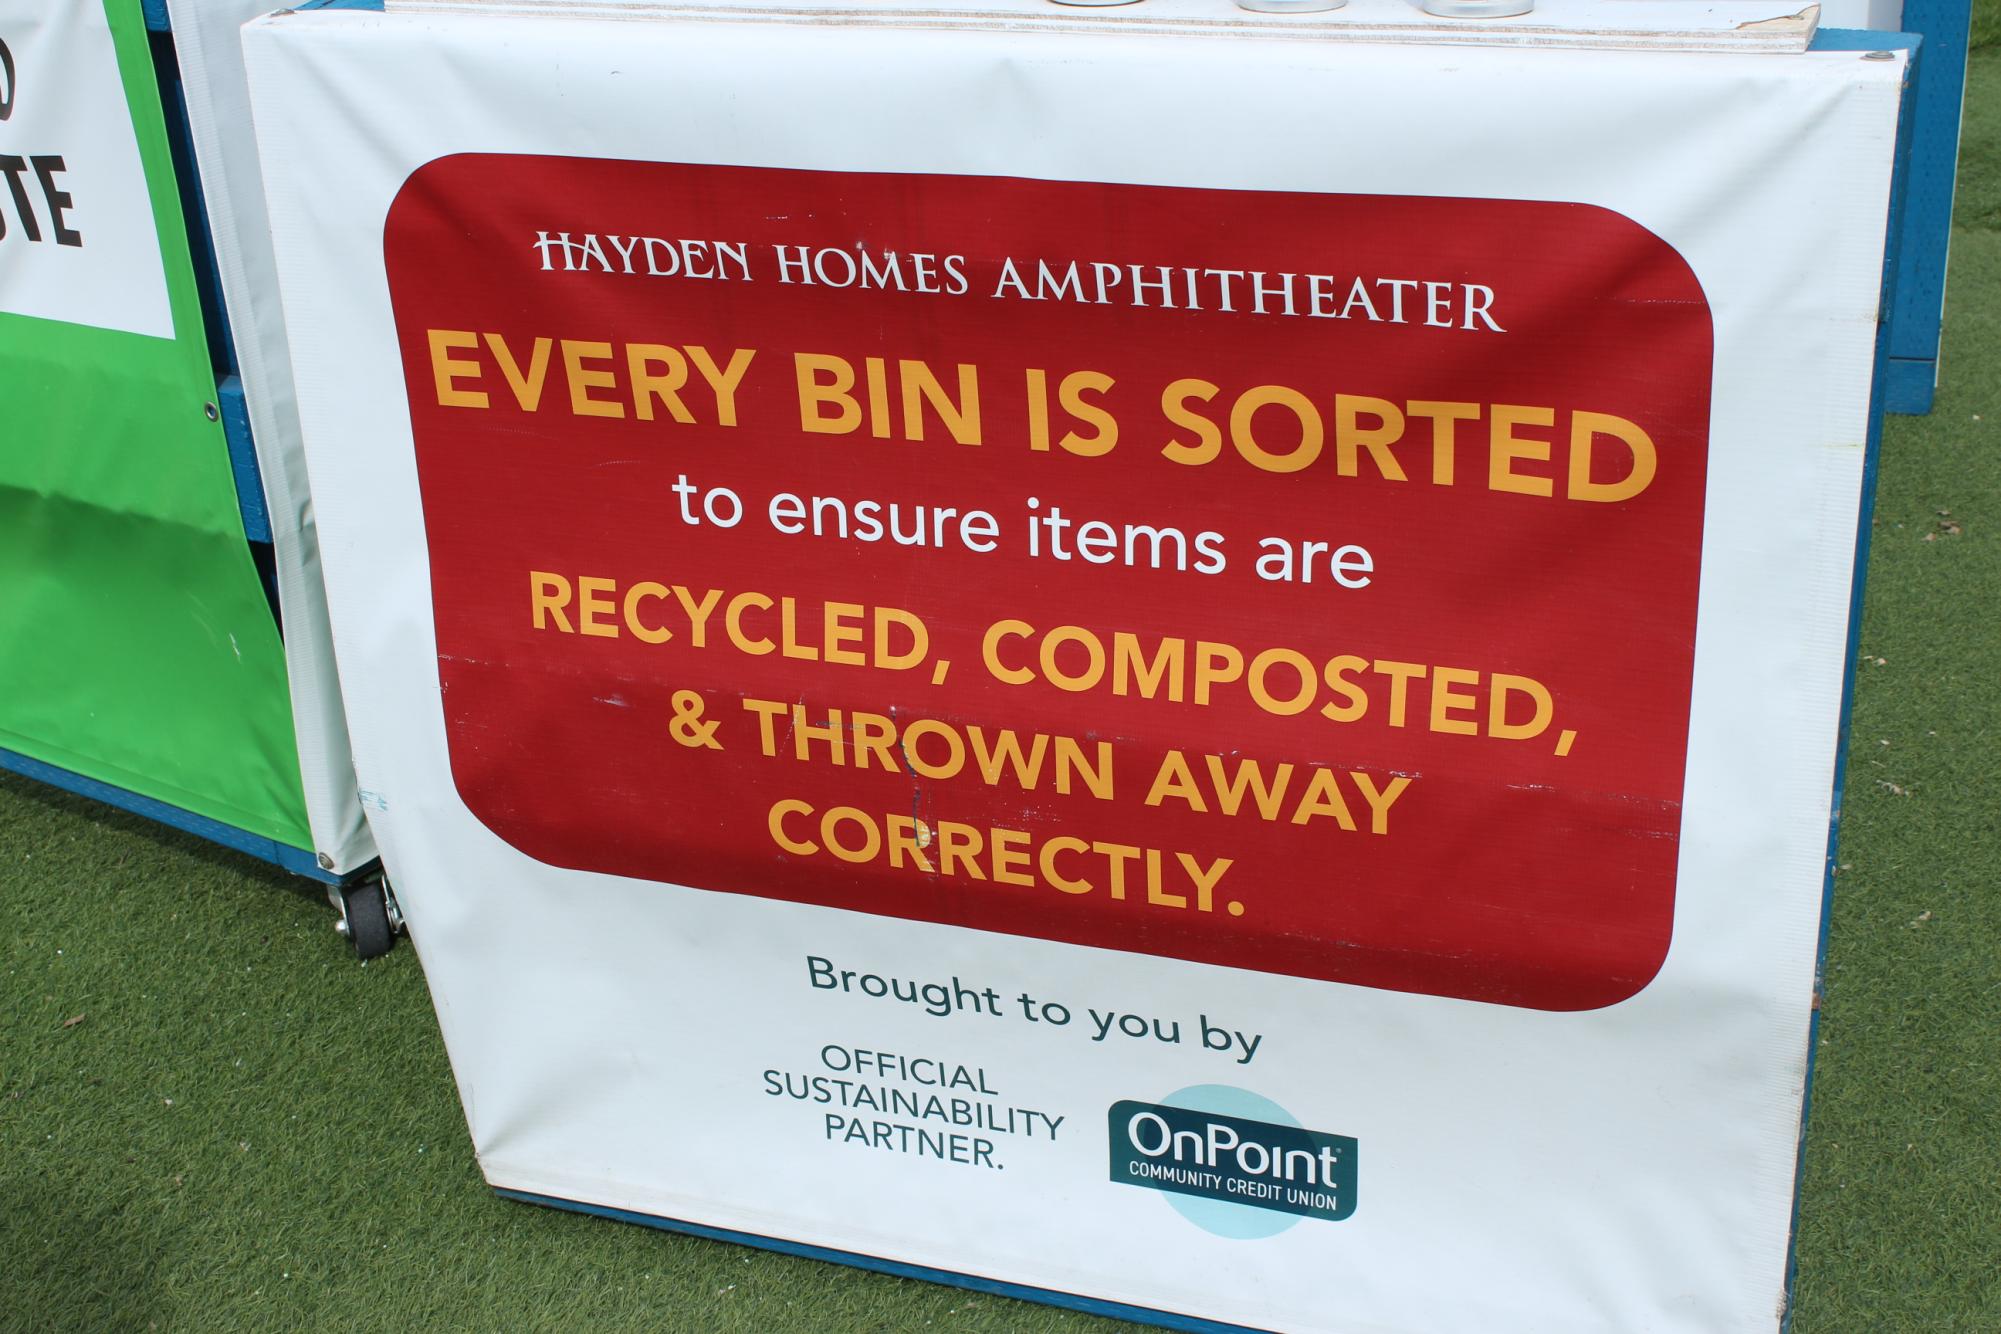 HAYDEN HOMES AMPHITHEATER
EVERY BIN IS SORTED
to ensure items are
RECYCLED, COMPOSTED,
& THROWN AWAY
CORRECTLY.
Brought to you by
OFFICIAL
SUSTAINABILITY
PARTNER.
OnPoint
COMMUNITY CREDIT UNION